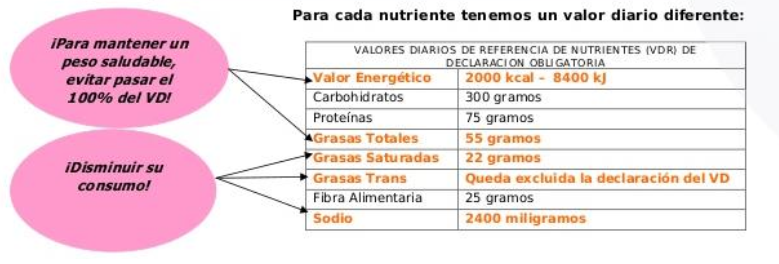 Para cada nutriente tenemos un valor diario diferente:
¡Para mantener un
peso saludable,
evitar pasar el
100% del VD!
¡Disminuir su
consumo!
VALORES DIARIOS DE REFERENCIA DE NUTRIENTES (VDR) DE
DECLARACION OBLIGATORIA
Valor Energético 2000 kcal – 8400 kJ
Carbohidratos 300 gramos
Proteínas 75 gramos
Grasas Totales 55 gramos
Grasas Saturadas 22 gramos
Grasas Trans Queda excluida la declaración del VD
Fibra Alimentaria 25 gramos
Sodio 2400 miligramos